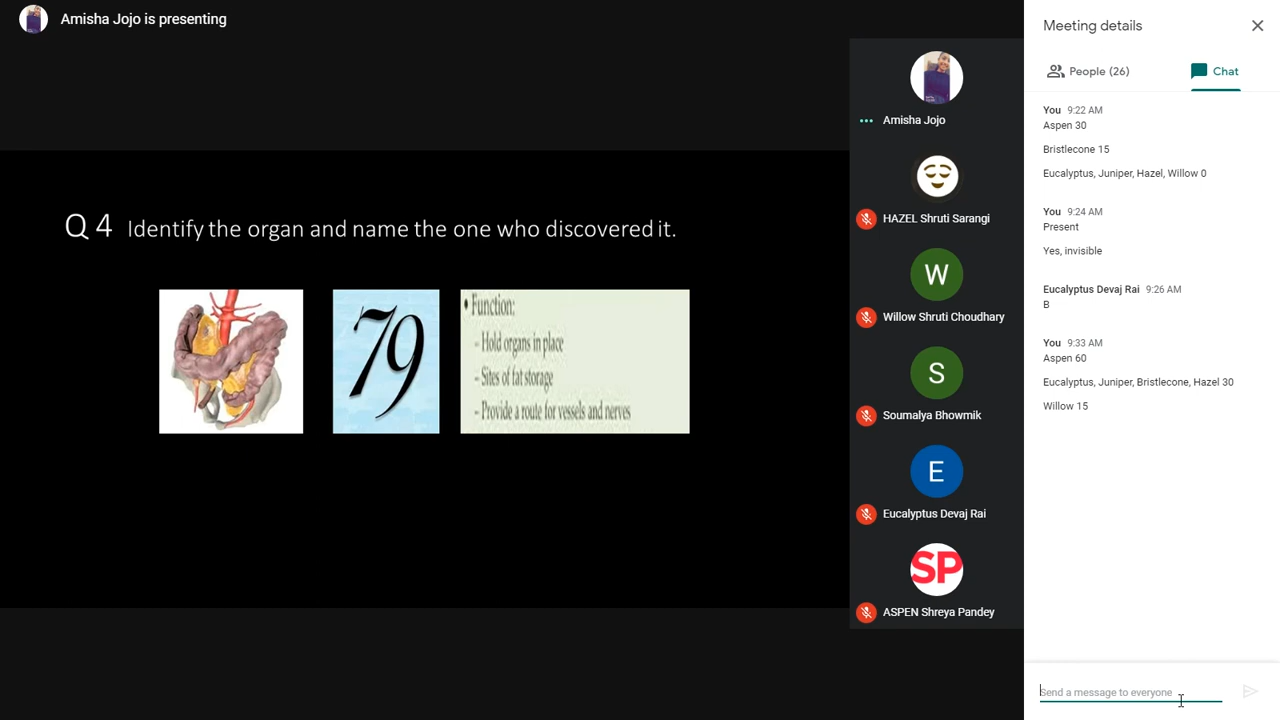 Amisha Jojo is presenting
Q 4 Identify the organ and name the one who discovered it.
79
• Function:
– Hold organs in place
– Sites of fat storage
– Provide a route for vessels and nerves
Amisha Jojo
HAZEL Shruti Sarangi
W
Willow Shruti Choudhary
S
Soumalya Bhowmik
E
Eucalyptus Devaj Rai
SP
ASPEN Shreya Pandey
Meeting details
People (26)
Chat
You 9:22 AM
Aspen 30
Bristlecone 15
Eucalyptus, Juniper, Hazel, Willow 0
You 9:24 AM
Present
Yes, invisible
Eucalyptus Devaj Rai 9:26 AM
B
You 9:33 AM
Aspen 60
Eucalyptus, Juniper, Bristlecone, Hazel 30
Willow 15
Send a message to everyone